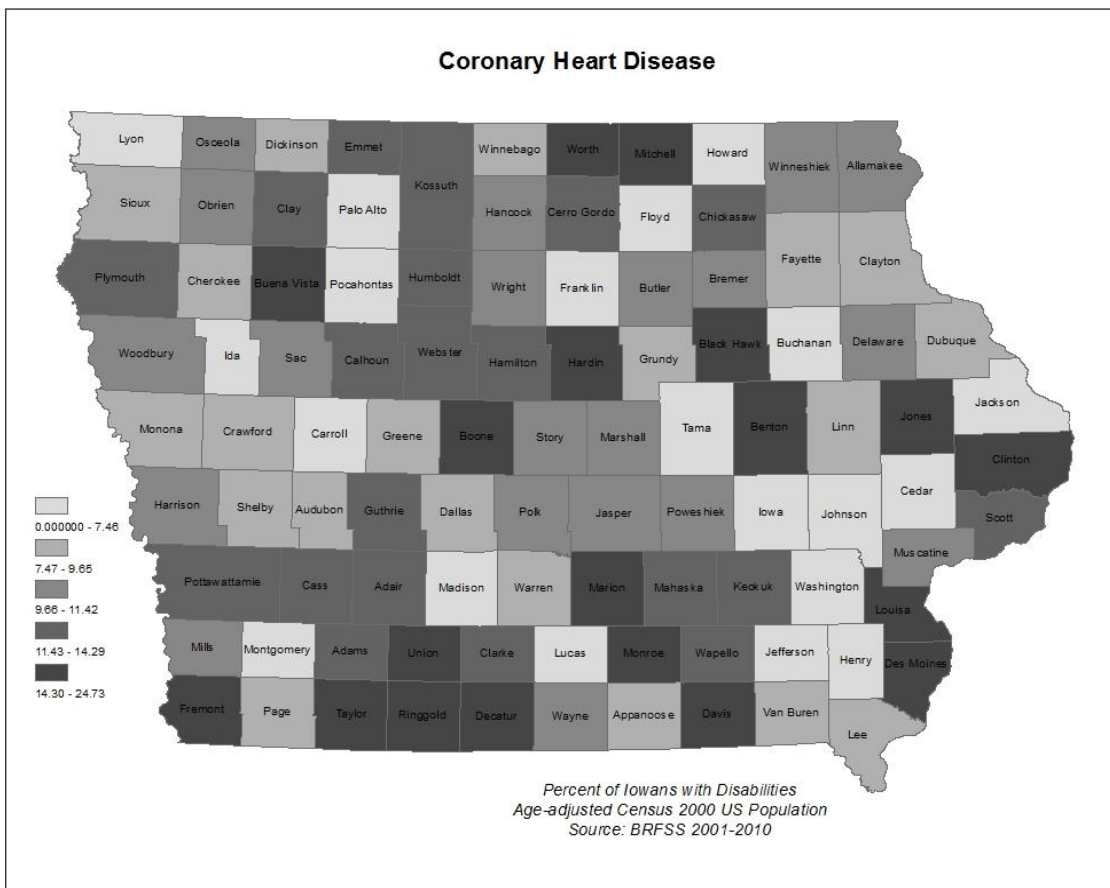 Coronary Heart Disease
Lyon
Osceola
Dickinson
Emmet
Kossuth
Winnebago
Worth
Mitchell
Howard
Winneshiek
Allamakee
Sioux
Obrien
Clay
Palo Alto
Hancock
Cerro Gordo
Floyd
Chickasaw
Fayette
Clayton
Plymouth
Cherokee
Buena Vista
Pocahontas
Humboldt
Wright
Franklin
Butler
Bremer
Woodbury
Ida
Sac
Calhoun
Webster
Hamilton
Hardin
Grundy
Black Hawk
Buchanan
Delaware
Dubuque
Monona
Crawford
Carroll
Greene
Boone
Story
Marshall
Tama
Benton
Linn
Jones
Jackson
Clinton
Harrison
Shelby
Audubon
Guthrie
Dallas
Polk
Jasper
Poweshiek
Iowa
Johnson
Cedar
Scott
Muscatine
Pottawattamie
Cass
Adair
Madison
Warren
Marion
Mahaska
Keokuk
Washington
Louisa
Mills
Montgomery
Adams
Union
Clarke
Lucas
Monroe
Wapello
Jefferson
Henry
Des Moines
Fremont
Page
Taylor
Ringgold
Decatur
Wayne
Appanoose
Davis
Van Buren
Lee
0.000000 - 7.46
7.47 - 9.65
9.66 - 11.42
11.43 - 14.29
14.30 - 24.73
Percent of Iowans with Disabilities
Age-adjusted Census 2000 US Population
Source: BRFSS 2001-2010